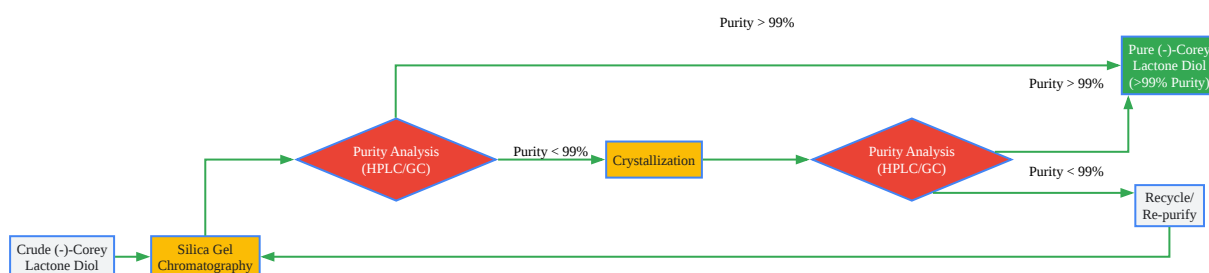 Purity > 99%
Pure (-)-Corey
Lactone Diol
(>99% Purity)
Purity > 99%
Purity Analysis
(HPLC/GC)
Purity < 99%
Crystallization
Purity Analysis
(HPLC/GC)
Purity < 99%
Recycle/
Re-purify
Crude (-)-Corey
Lactone Diol
Silica Gel
Chromatography